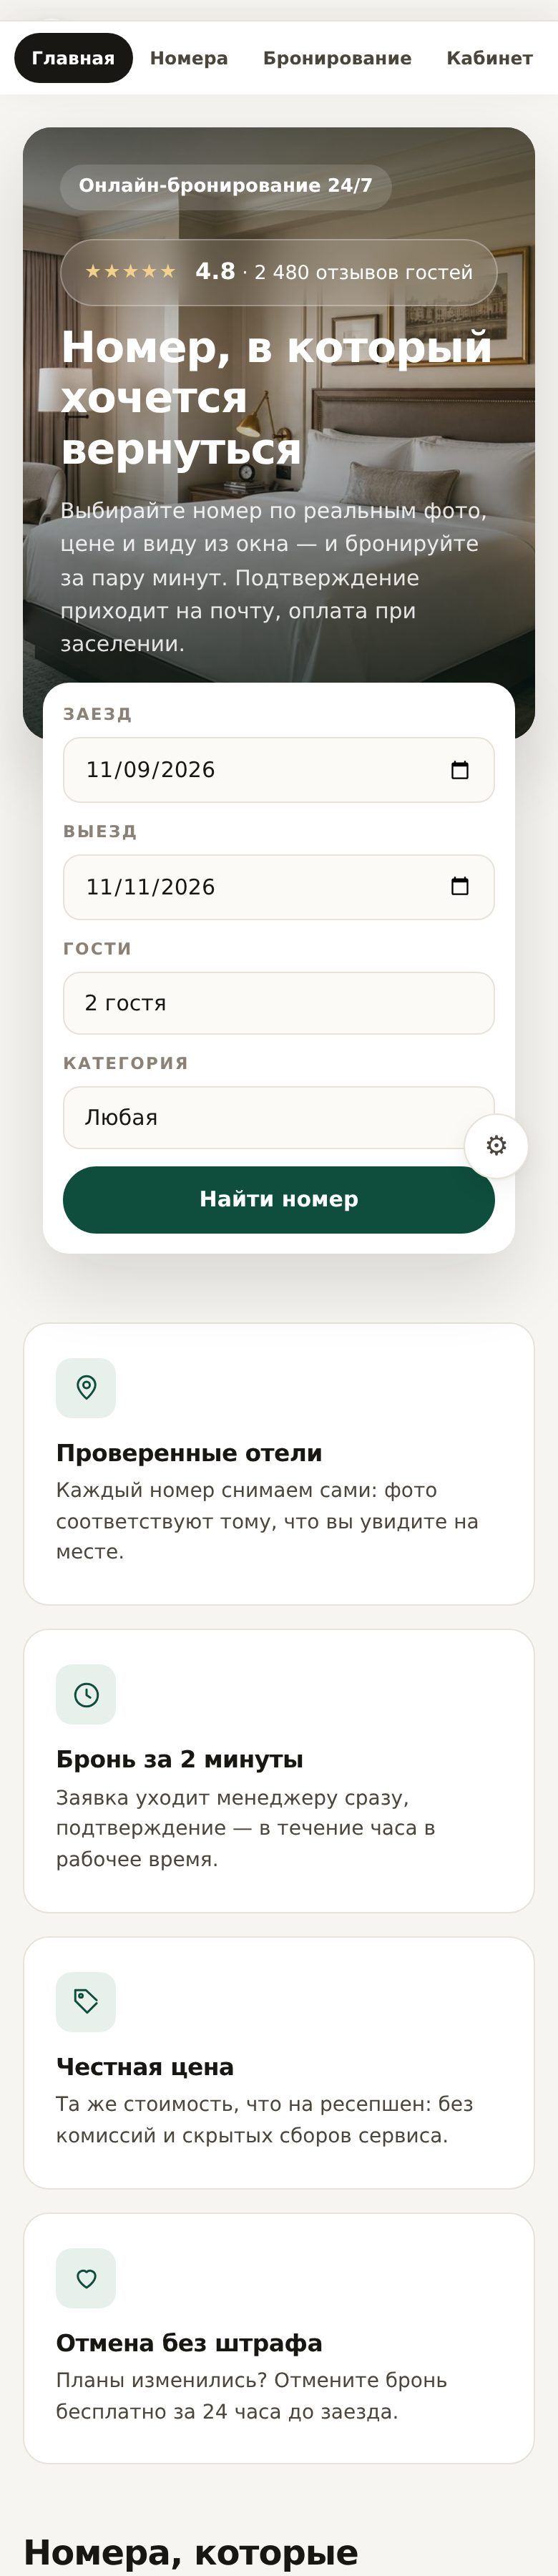 Главная Номера Бронирование Кабинет
Онлайн-бронирование 24/7
★★★★★ 4.8 · 2 480 отзывов гостей
Номер, в который
хочется
вернуться
Выбирайте номер по реальным фото,
цене и виду из окна — и бронируйте
за пару минут. Подтверждение
приходит на почту, оплата при
заселении.
ЗАЕЗД
11/09/2026
ВЫЕЗД
11/11/2026
ГОСТИ
2 гостя
КАТЕГОРИЯ
Любая
Найти номер
Проверенные отели
Каждый номер снимаем сами: фото
соответствуют тому, что вы увидите на
месте.
Бронь за 2 минуты
Заявка уходит менеджеру сразу,
подтверждение — в течение часа в
рабочее время.
Честная цена
Та же стоимость, что на ресепшен: без
комиссий и скрытых сборов сервиса.
Отмена без штрафа
Планы изменились? Отмените бронь
бесплатно за 24 часа до заезда.
Номера, которые